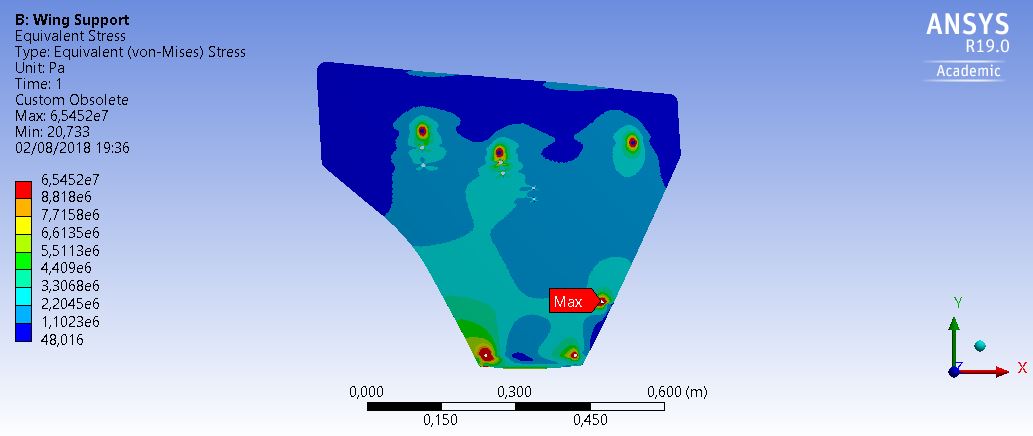 B: Wing Support
Equivalent Stress
Type: Equivalent (von-Mises) Stress
Unit: Pa
Time: 1
Custom Obsolete
Max: 6,5452e7
Min: 20,733
02/08/2018 19:36
6,5452e7
8,818e6
7,7158e6
6,6135e6
5,5113e6
4,409e6
3,3068e6
2,2045e6
1,1023e6
48,016
ANSYS
R19.0
Academic
Max
Y
Z
X
0,000 0,300 0,600 (m)
0,150 0,450